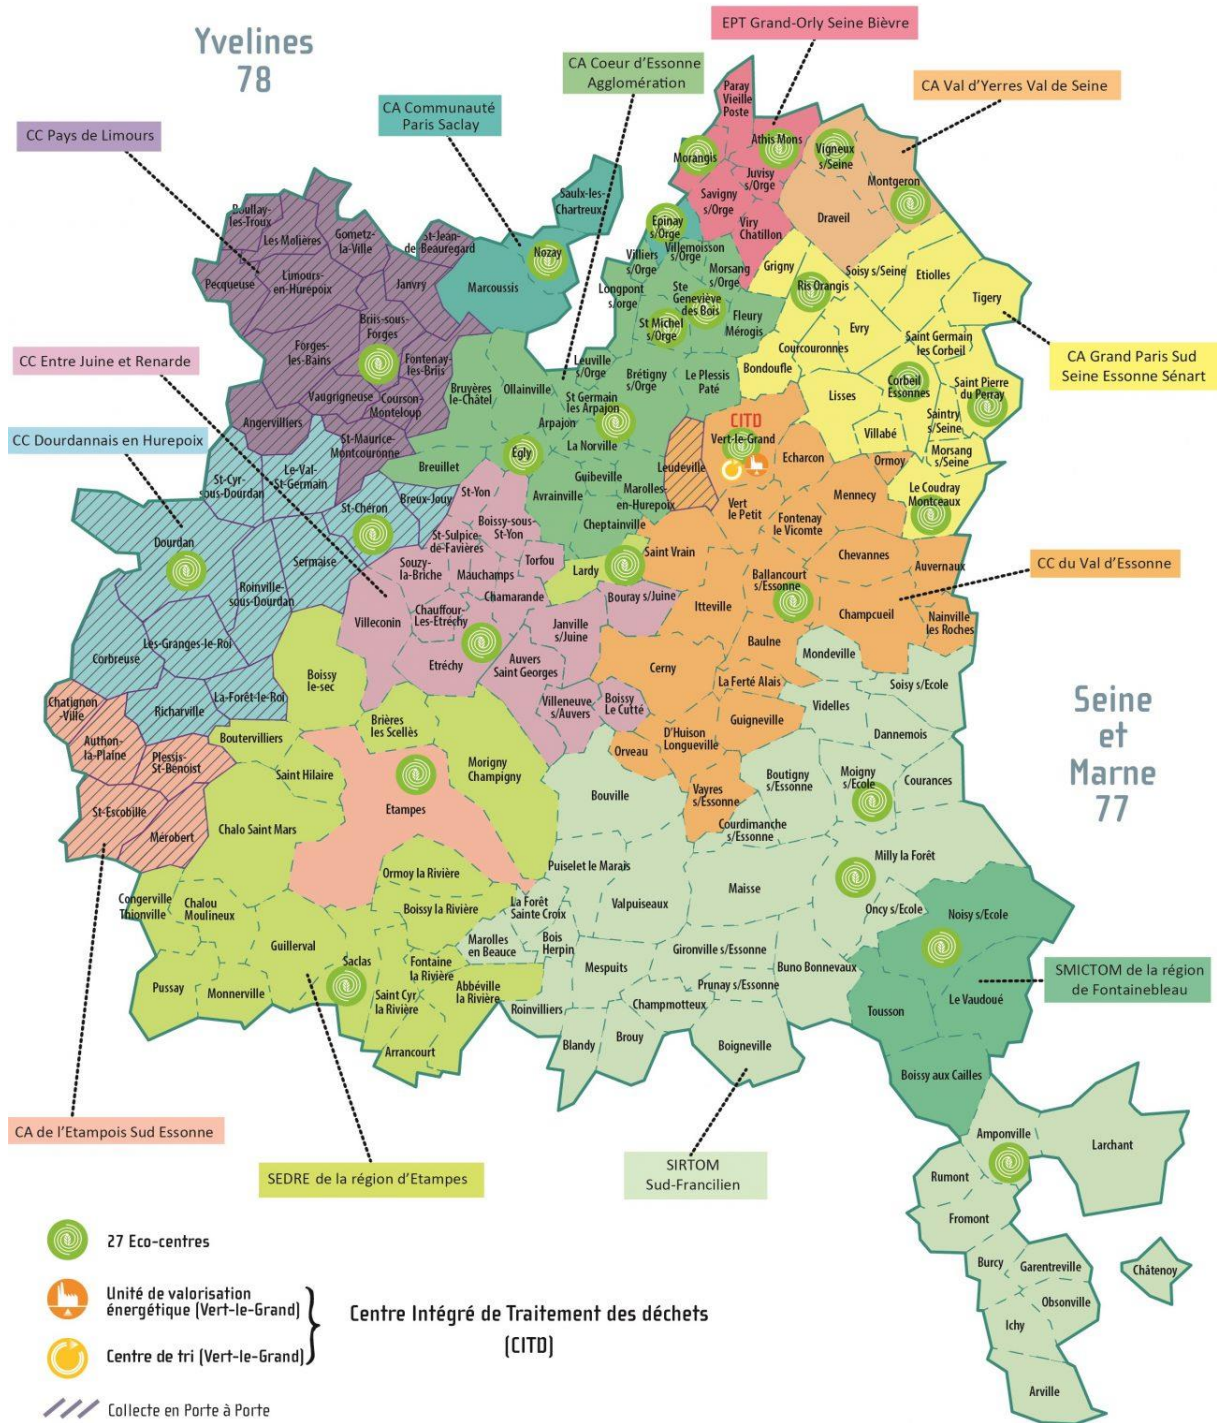 Yvelines
78
EPT Grand-Orly Seine Bièvre
CA Coeur d'Essonne
Agglomération
CA Val d'Yerres Val de Seine
CA Communauté
Paris Saclay
CC Pays de Limours
Paray
Vieille
Poste
Athis Mons
Vigneux
s/Seine
Morangis
Juvisy
s/Orge
Montgeron
Savigny
s/Orge
Draveil
Viry
Chatillon
Saulx-les-
Chartreux
Boullay-
les-Troux
Gometz-
la-Ville
St-Jean-
de-Beauregard
Les Molières
Epinay
s/Orge
Nozay
Villemoisson
s/Orge
Villiers
s/Orge
Pecqueuse
Limours-
en-Hurepoix
Janvry
Marcoussis
Morsang
s/Orge
Grigny
Soisy s/Seine
Etiolles
Longpont
s/orge
Ste
Geneviève
des Bois
Ris Orangis
Tigery
Briis-sous-
Forges
St Michel
s/Orge
Fleury
Mérogis
Evry
Forges-
les-Bains
Fontenay-
les-Briis
Leuville
s/Orge
Courcouronnes
Saint Germain
les Corbeil
CA Grand Paris Sud
Seine Essonne Sénart
CC Entre Juine et Renarde
Bruyères
le-Châtel
Ollainville
Brétigny
s/Orge
Le Plessis
Paté
Bondoufle
Corbeil
Essonnes
Saint Pierre
du Perray
Vaugrigneuse
Courson-
Monteloup
St Germain
les Arpajon
Lisses
Angervilliers
Arpajon
CITD
Saintry
s/Seine
CC Dourdannais en Hurepoix
St-Maurice-
Montcouronne
La Norville
Vert-le-Grand
Villabé
Egly
Echarcon
Morsang
s/Seine
Breuillet
Leudeville
Ormoy
Le-Val-
St-Germain
St-Cyr-
sous-Dourdan
Guibeville
Avrainville
Marolles-
en-Hurepoix
Mennecy
Le Coudray
Montceaux
Breux-Jouy
St-Yon
Vert
le Petit
St-Chéron
Boissy-sous-
St-Yon
Cheptainville
Fontenay
le Vicomte
Dourdan
St-Sulpice-
de-Favières
Saint Vrain
Chevannes
Sermaise
Souzy-
la-Briche
Torfou
Auvernaux
CC du Val d'Essonne
Mauchamps
Lardy
Ballancourt
s/Essonne
Roinville-
sous-Dourdan
Chamarande
Bouray s/Juine
Itteville
Champcueil
Chauffour-
Les-Etréchy
Villeconin
Janville
s/Juine
Nainville
les Roches
Les-Granges-le-Roi
Baulne
Corbreuse
Etréchy
Auvers
Saint Georges
Cerny
Mondeville
Boissy
le-sec
La Ferté Alais
Soisy s/Ecole
Chatignon
-Ville
La-Forêt-le-Roi
Villeneuve
s/Auvers
Boissy
Le Cutté
Videlles
Seine
et
Marne
77
Richarville
Brières
les Scellès
Guigneville
Authon-
la-Plaine
Boutervilliers
D'Huison
Longueville
Dannemois
Plessis-
St-Benoist
Saint Hilaire
Morigny
Champigny
Orveau
Boutigny
s/Essonne
Moigny
s/Ecole
Courances
St-Escobille
Etampes
Bouville
Vayres
s/Essonne
Mérobert
Chalo Saint Mars
Courdimanche
s/Essonne
Puiselet le Marais
Milly la Forêt
Ormoy la Rivière
Maisse
Congerville
Thionville
Chalou
Moulineux
Boissy la Rivière
La Forêt
Sainte Croix
Valpuiseaux
Oncy s/Ecole
Noisy s/Ecole
Guillerval
Marolles
en Beauce
Bois
Herpin
Gironville s/Essonne
Saclas
Fontaine
la Rivière
Mespuits
Buno Bonnevaux
SMICTOM de la région
de Fontainebleau
Pussay
Monnerville
Abbéville
la Rivière
Prunay s/Essonne
Saint Cyr
la Rivière
Roinvilliers
Champmotteux
Le Vaudoué
Tousson
Blandy
Brouy
Boigneville
Arrancourt
Boissy aux Cailles
CA de l'Etampois Sud Essonne
Amponville
Larchant
SEDRE de la région d'Etampes
SIRTOM
Sud-Francilien
Rumont
Fromont
27 Eco-centres
Burcy
Garentreville
Châtenoy
Unité de valorisation
énergétique (Vert-le-Grand)
Obsonville
Centre Intégré de Traitement des déchets
(CITD)
Ichy
Centre de tri (Vert-le-Grand)
Arville
Collecte en Porte à Porte